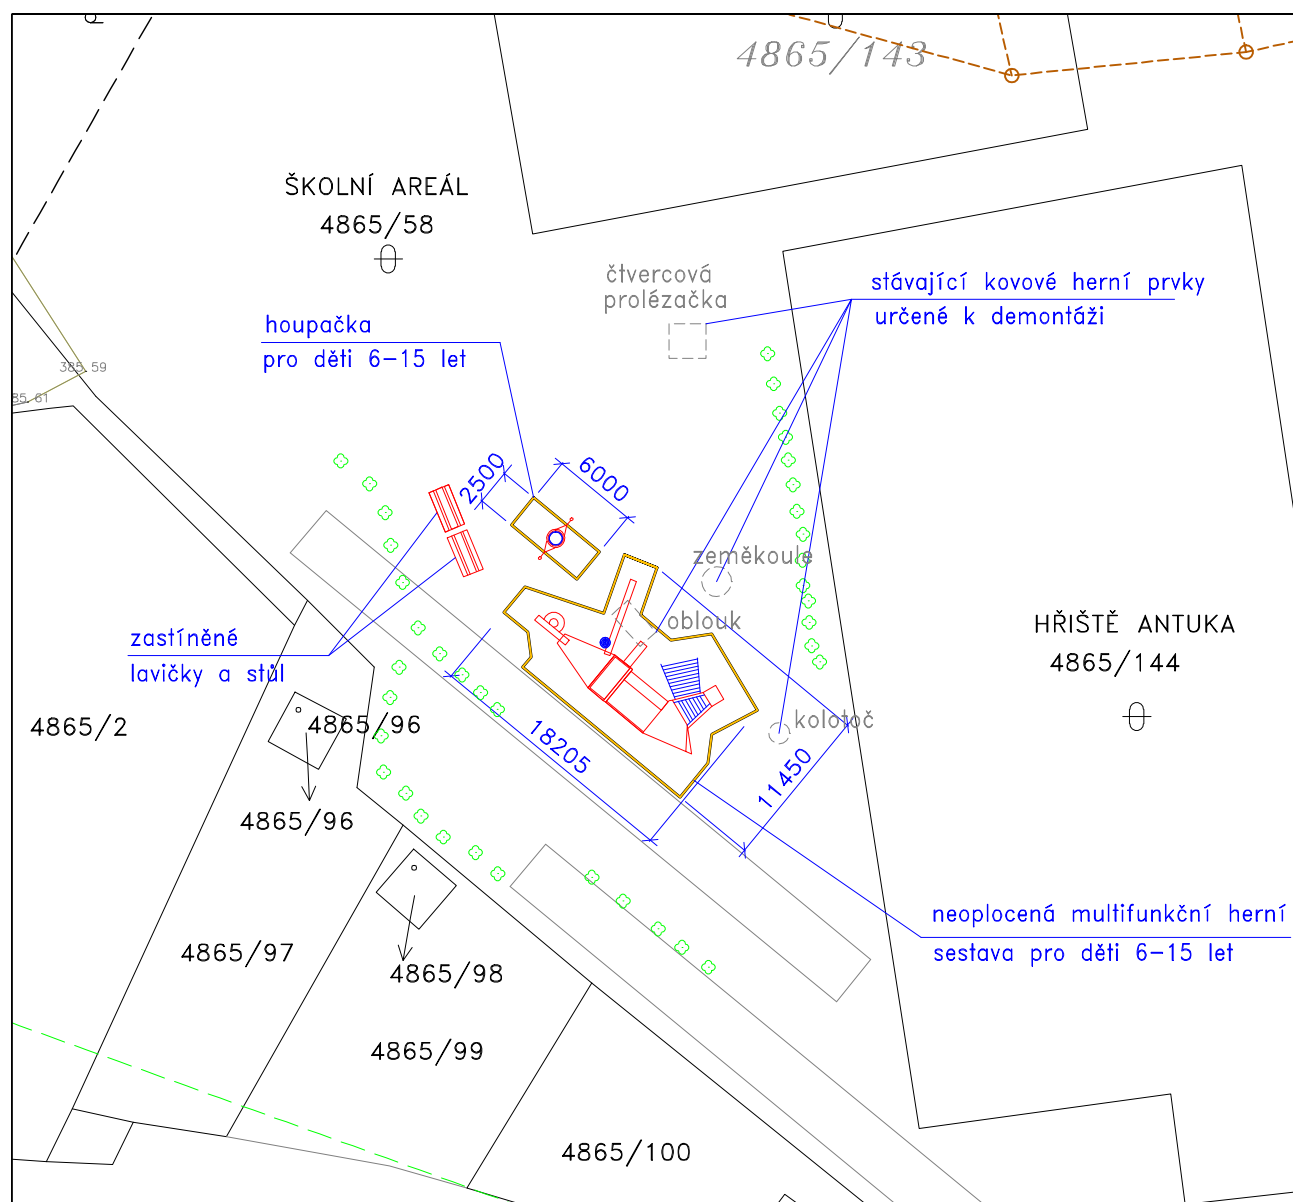 4865/143
ŠKOLNÍ AREÁL
4865/58
čtvercová
prolézačka
stávající kovové herní prvky
určené k demontáži
houpačka
pro děti 6-15 let
385.59
85.61
2500
6000
zeměkoule
oblouk
zastíněné
lavičky a stůl
HŘIŠTĚ ANTUKA
4865/144
4865/2
4865/96
kolotoč
18205
11450
4865/96
neoplocená multifunkční herní
sestava pro děti 6-15 let
4865/97
4865/98
4865/99
4865/100